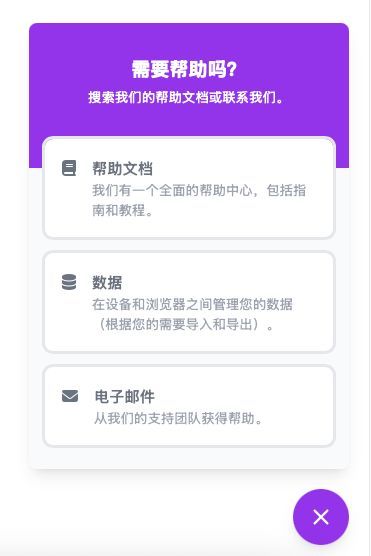 需要帮助吗?
搜索我们的帮助文档或联系我们。
帮助文档
我们有一个全面的帮助中心，包括指
南和教程。
数据
在设备和浏览器之间管理您的数据
（根据您的需要导入和导出）。
电子邮件
从我们的支持团队获得帮助。